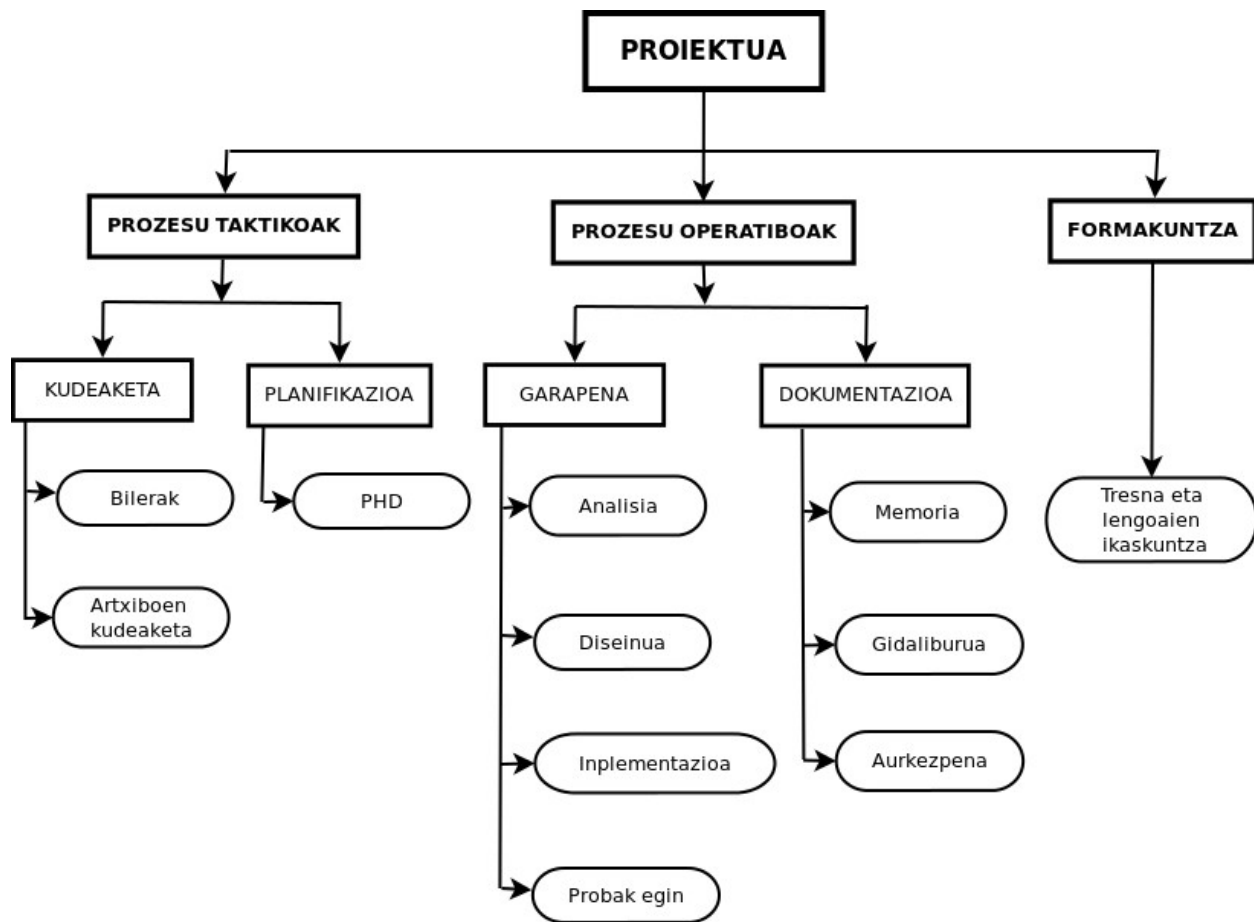 PROIEKTUA
PROZESU TAKTIKOAK
PROZESU OPERATIBOAK
FORMAKUNTZA
KUDEAKETA
PLANIFIKAZIOA
GARAPENA
DOKUMENTAZIOA
Bilerak
PHD
Analisia
Memoria
Tresna eta
lengoaien
ikaskuntza
Artxiboen
kudeaketa
Diseinua
Gidaliburua
Inplementazioa
Aurkezpena
Probak egin